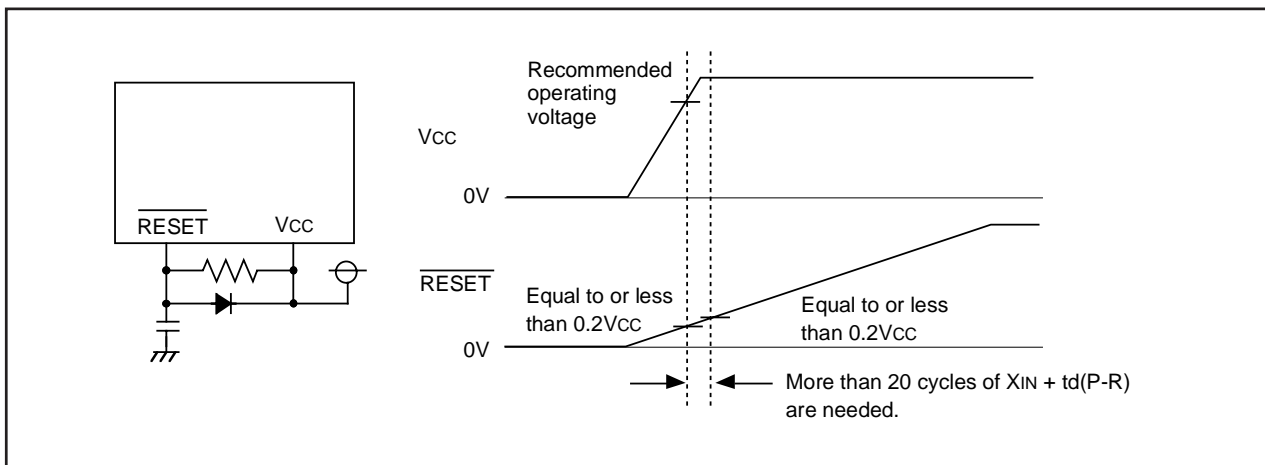 Recommended
operating
voltage
VCC
0V
RESET
VCC
RESET
Equal to or less
than 0.2VCC
Equal to or less
than 0.2VCC
0V
More than 20 cycles of XIN + td(P-R)
are needed.